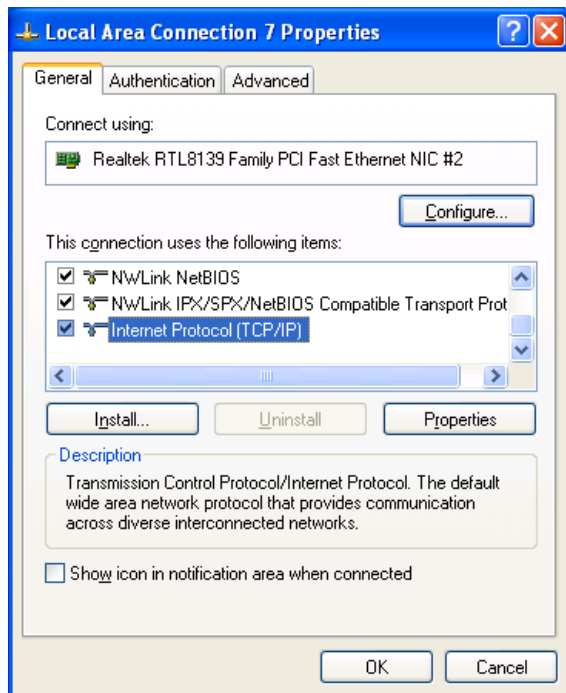 Local Area Connection 7 Properties
General Authentication Advanced
Connect using:
Realtek RTL8139 Family PCI Fast Ethernet NIC #2
Configure...
This connection uses the following items:
NWLink NetBIOS
NWLink IPX/SPX/NetBIOS Compatible Transport Prot
Internet Protocol (TCP/IP)
Install... Uninstall Properties
Description
Transmission Control Protocol/Internet Protocol. The default
wide area network protocol that provides communication
across diverse interconnected networks.
Show icon in notification area when connected
OK Cancel